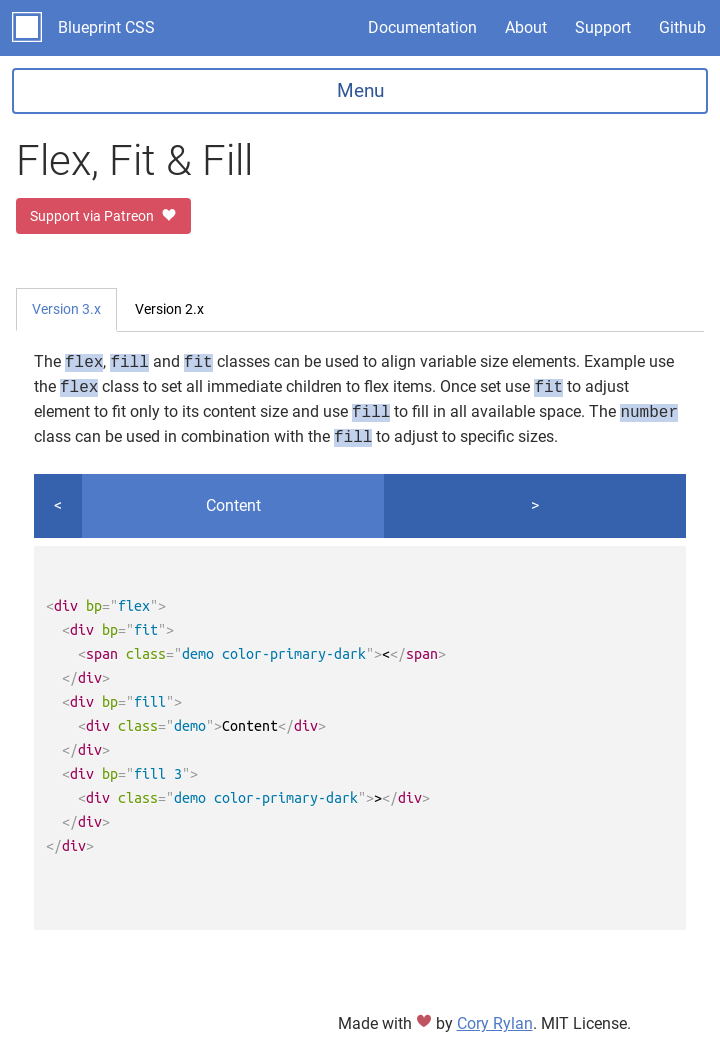 Blueprint CSS Documentation About Support Github
Menu
Flex, Fit & Fill
Support via Patreon
Version 3.x Version 2.x
The flex, fill and fit classes can be used to align variable size elements. Example use
the flex class to set all immediate children to flex items. Once set use fit to adjust
element to fit only to its content size and use fill to fill in all available space. The number
class can be used in combination with the fill to adjust to specific sizes.
< Content >
<div bp="flex">
  <div bp="fit">
    <span class="demo color-primary-dark"><</span>
  </div>
  <div bp="fill">
    <div class="demo">Content</div>
  </div>
  <div bp="fill 3">
    <div class="demo color-primary-dark">></div>
  </div>
</div>
Made with ♥ by Cory Rylan. MIT License.